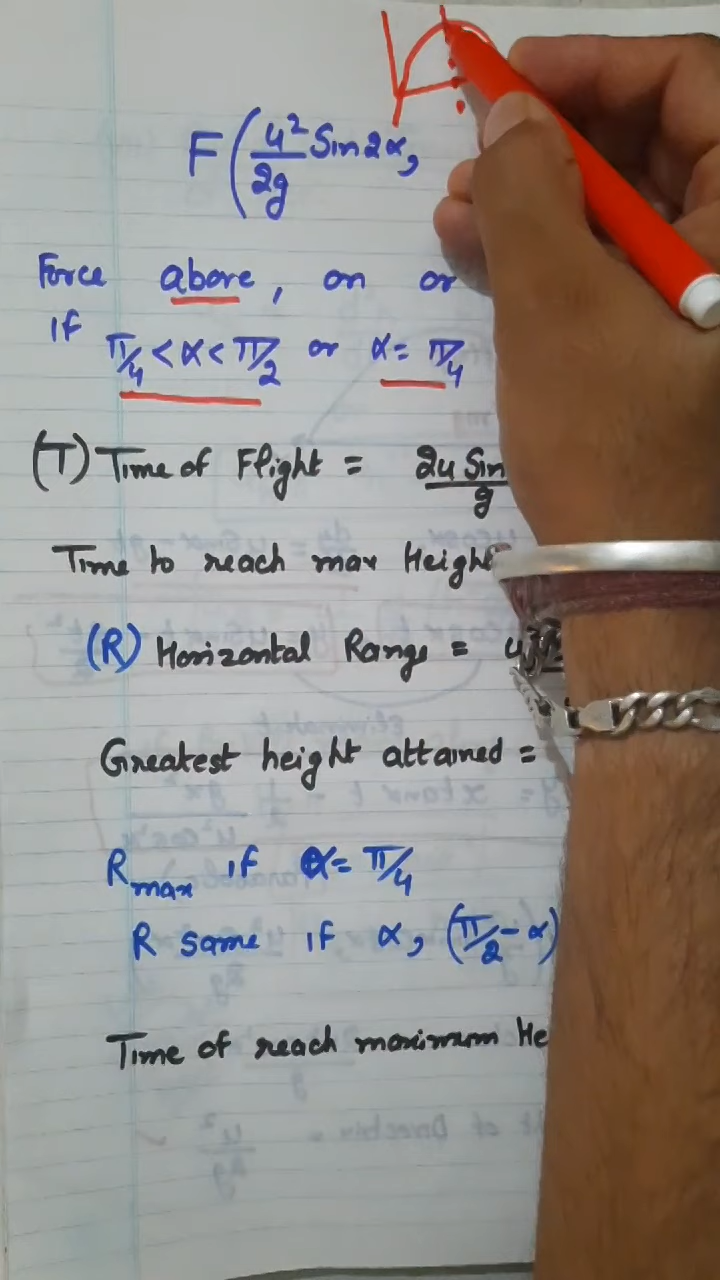 F(u²/2g Sin2α,
Force above, on or
if π/4 < α < π/2 or α = π/4
(T) Time of Flight = 2u Sin/g
Time to reach max Height
(R) Horizontal Range =
Greatest height attained =
Rmax if α = π/4
R same if α, (π/2 - α)
Time of reach maximum He